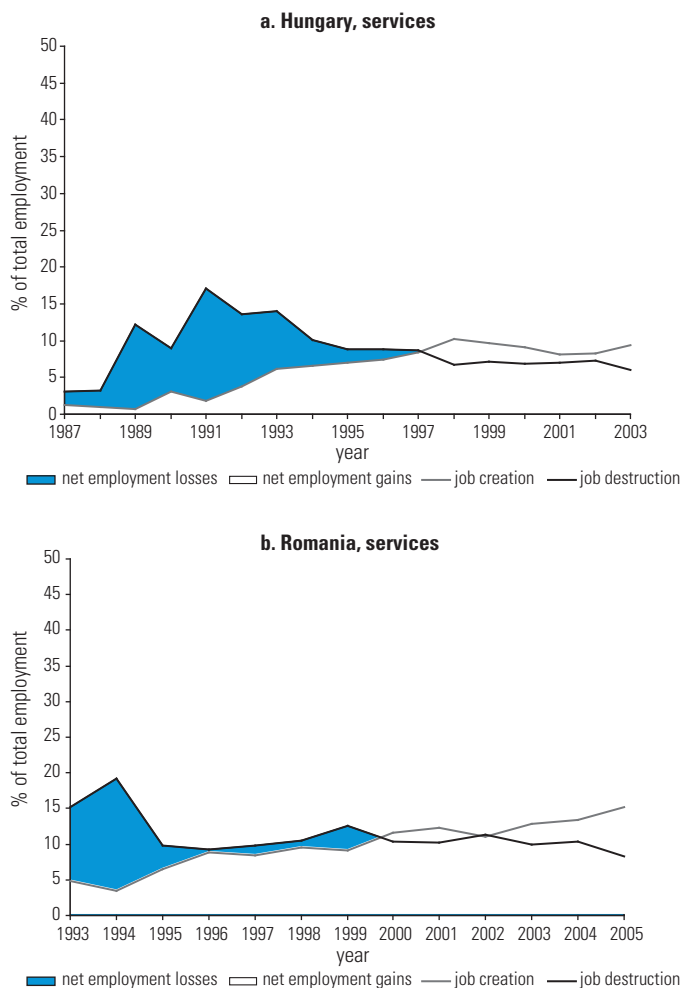 a. Hungary, services
50
45
40
35
30
25
20
15
10
5
0
% of total employment
1987 1989 1991 1993 1995 1997 1999 2001 2003
year
net employment losses net employment gains job creation job destruction
b. Romania, services
50
45
40
35
30
25
20
15
10
5
0
% of total employment
1993 1994 1995 1996 1997 1998 1999 2000 2001 2002 2003 2004 2005
year
net employment losses net employment gains job creation job destruction